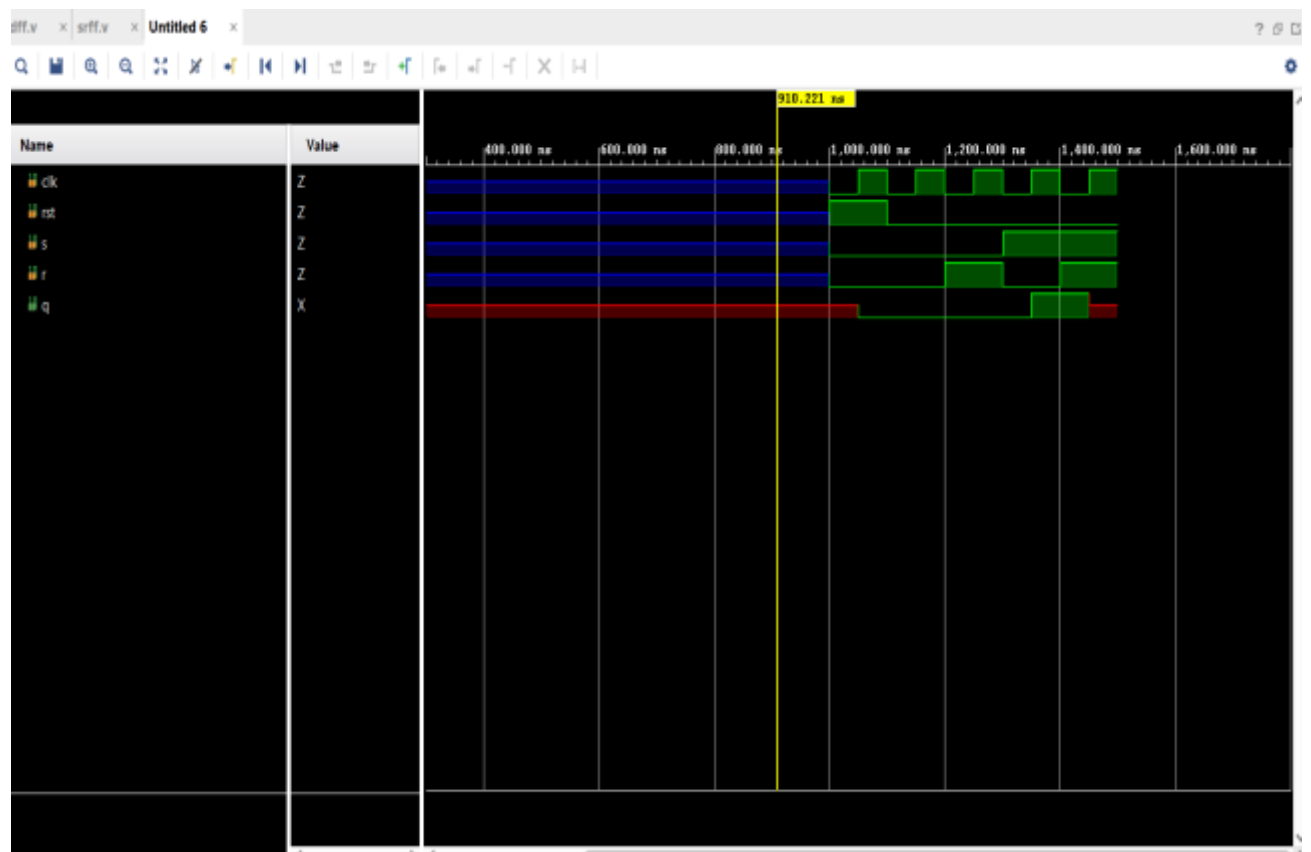 dff.v × srff.v × Untitled 6 ×
?
910.221 ns
Name Value
400.000 ns 600.000 ns 800.000 ns 1,000.000 ns 1,200.000 ns 1,400.000 ns 1,600.000 ns
clk Z
rst Z
s Z
r Z
q X